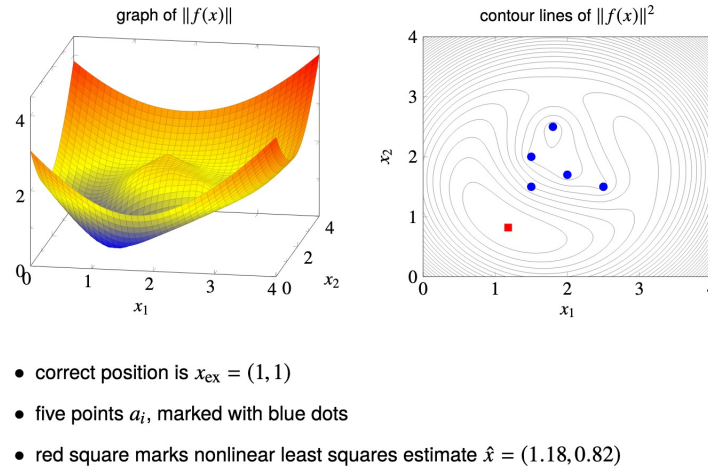 graph of ‖f(x)‖
4
2
0
0
1
2
3
4
0
2
4
x₁
x₂
contour lines of ‖f(x)‖²
4
3
2
1
0
0
1
2
3
4
x₂
x₁
• correct position is x_ex = (1, 1)
• five points a_i, marked with blue dots
• red square marks nonlinear least squares estimate x̂ = (1.18, 0.82)